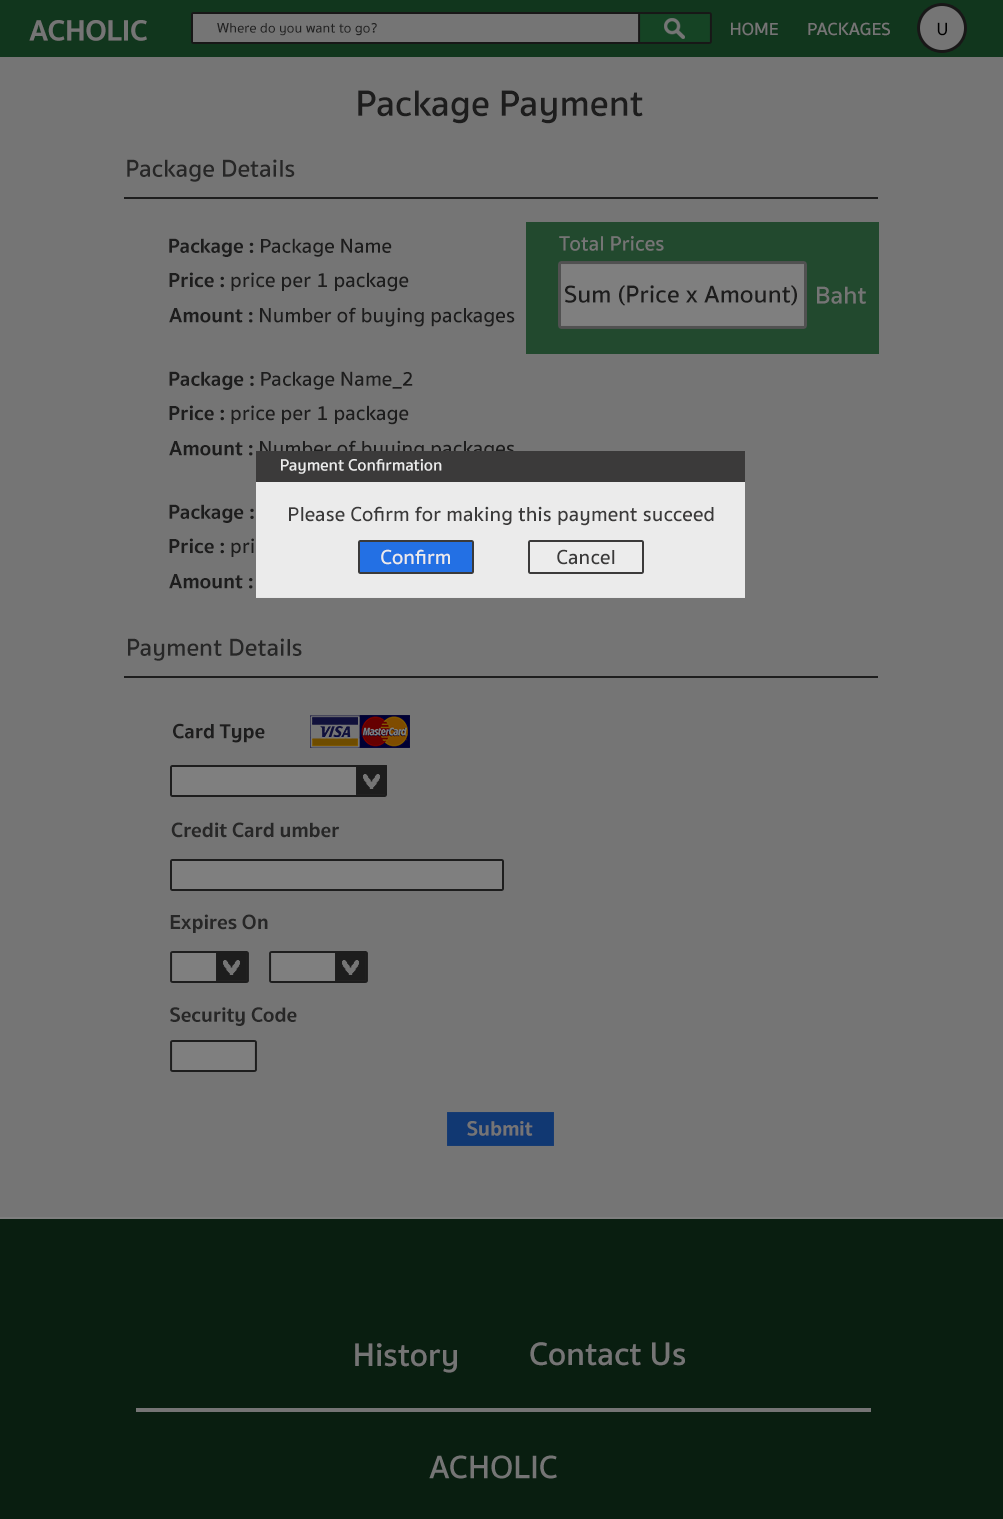 ACHOLIC
Where do you want to go?
HOME
PACKAGES
U
Package Payment
Package Details
Package : Package Name
Price : price per 1 package
Amount : Number of buying packages
Total Prices
Sum (Price x Amount) Baht
Package : Package Name_2
Price : price per 1 package
Amount : Number of buying packages
Payment Confirmation
Please Cofirm for making this payment succeed
Confirm
Cancel
Package :
Price : pri
Amount :
Payment Details
Card Type
VISA
MasterCard
Credit Card umber
Expires On
Security Code
Submit
History
Contact Us
ACHOLIC